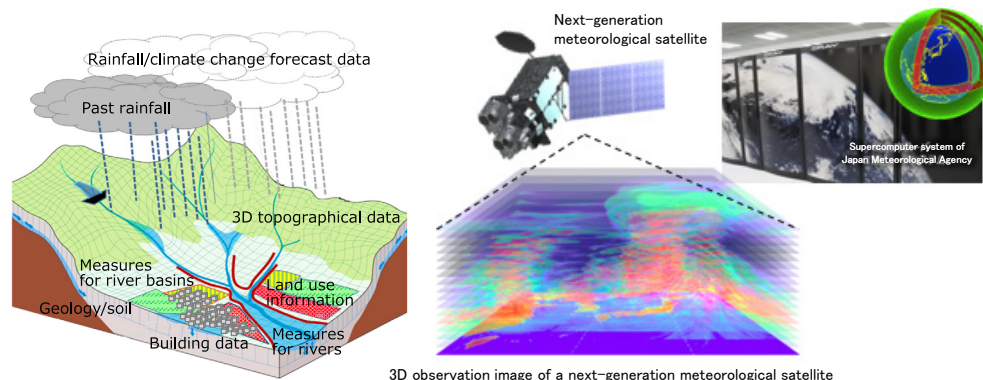 Rainfall/climate change forecast data
Past rainfall
3D topographical data
Measures
for river basins
Land use
information
Geology/soil
Building data
Measures
for rivers
Next-generation
meteorological satellite
Supercomputer system of
Japan Meteorological Agency
3D observation image of a next-generation meteorological satellite